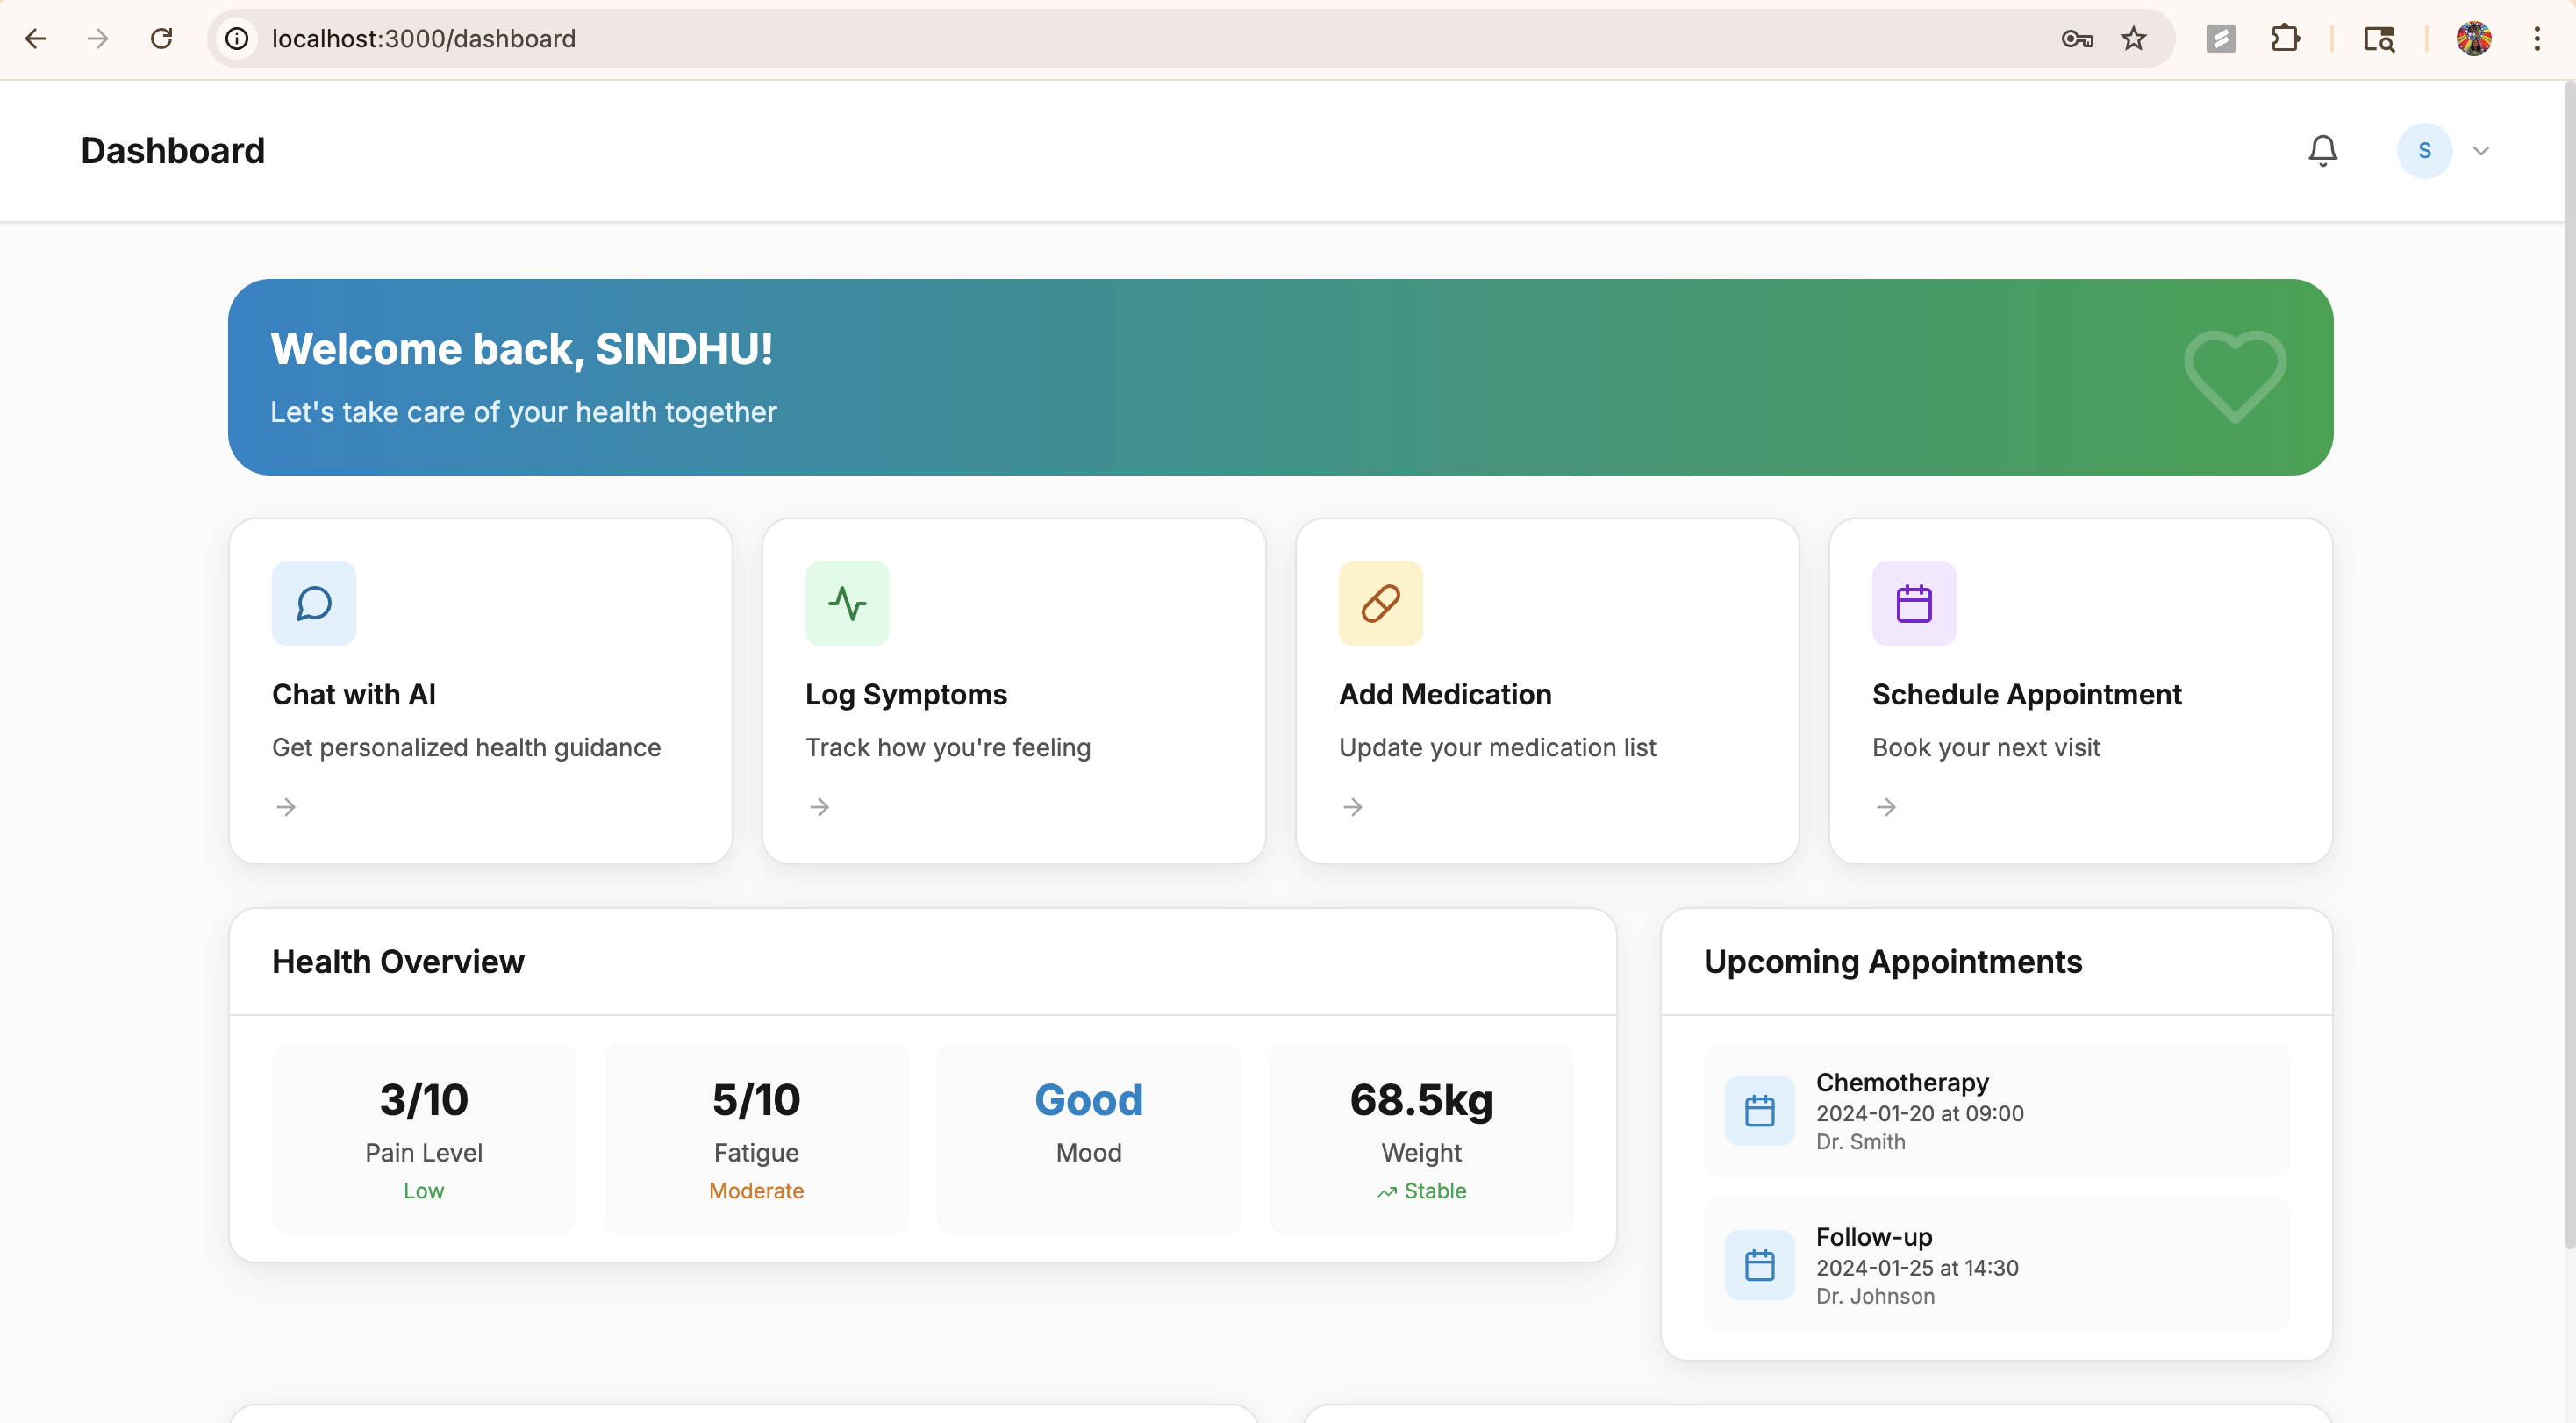 localhost:3000/dashboard
Dashboard
S
Welcome back, SINDHU!
Let's take care of your health together
Chat with AI
Get personalized health guidance
Log Symptoms
Track how you're feeling
Add Medication
Update your medication list
Schedule Appointment
Book your next visit
Health Overview
3/10
Pain Level
Low
5/10
Fatigue
Moderate
Good
Mood
68.5kg
Weight
Stable
Upcoming Appointments
Chemotherapy
2024-01-20 at 09:00
Dr. Smith
Follow-up
2024-01-25 at 14:30
Dr. Johnson